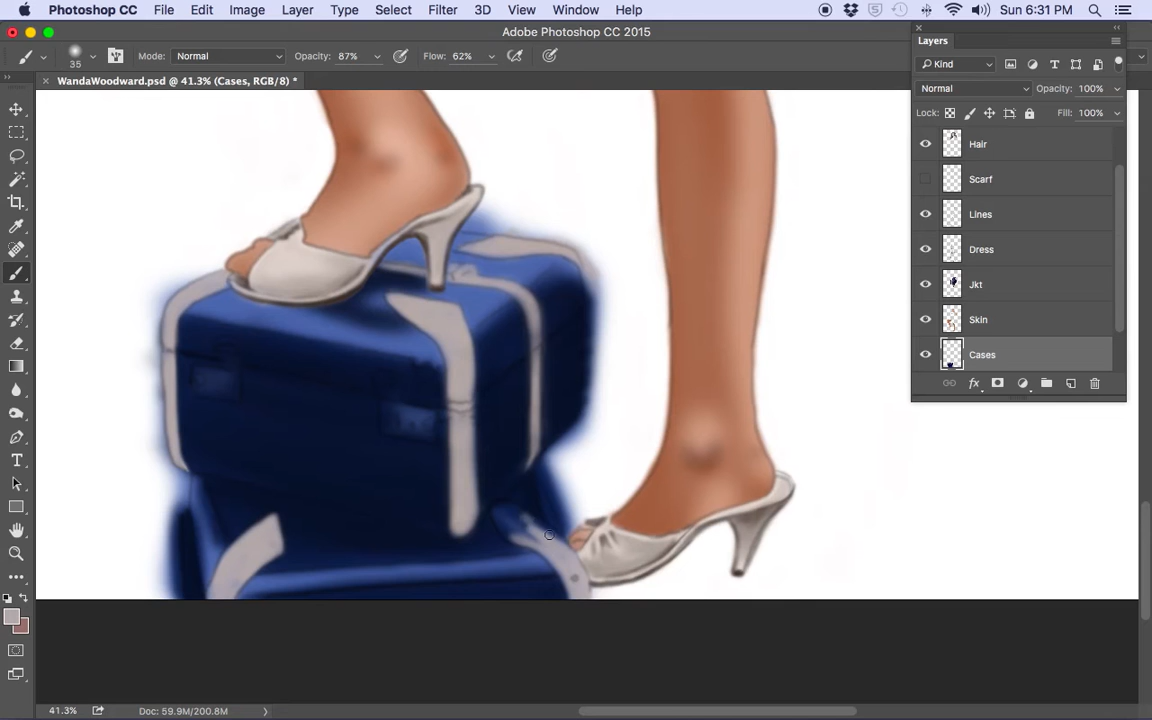 Photoshop CC File Edit Image Layer Type Select Filter 3D View Window Help Sun 6:31 PM
Adobe Photoshop CC 2015
35 Mode: Normal Opacity: 87% Flow: 62%
WandaWoodward.psd @ 41.3% (Cases, RGB/8) *
Layers
Kind
Normal Opacity: 100%
Lock: Fill: 100%
Hair
Scarf
Lines
Dress
Jkt
Skin
Cases
fx
41.3% Doc: 59.9M/200.8M